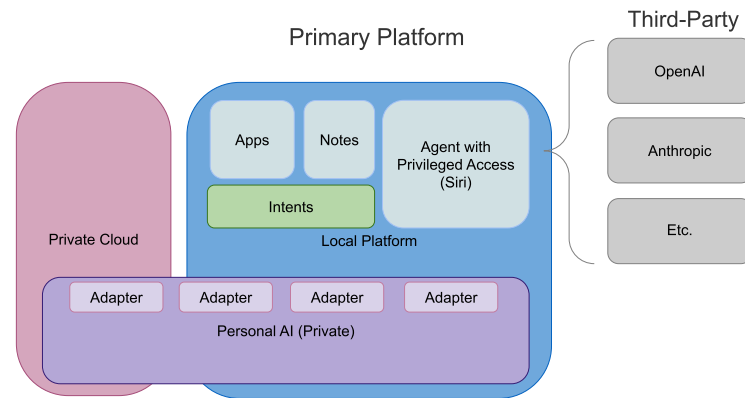 Third-Party
Primary Platform
OpenAI
Apps
Notes
Agent with
Privileged Access
(Siri)
Anthropic
Intents
Etc.
Private Cloud
Local Platform
Adapter
Adapter
Adapter
Adapter
Personal AI (Private)